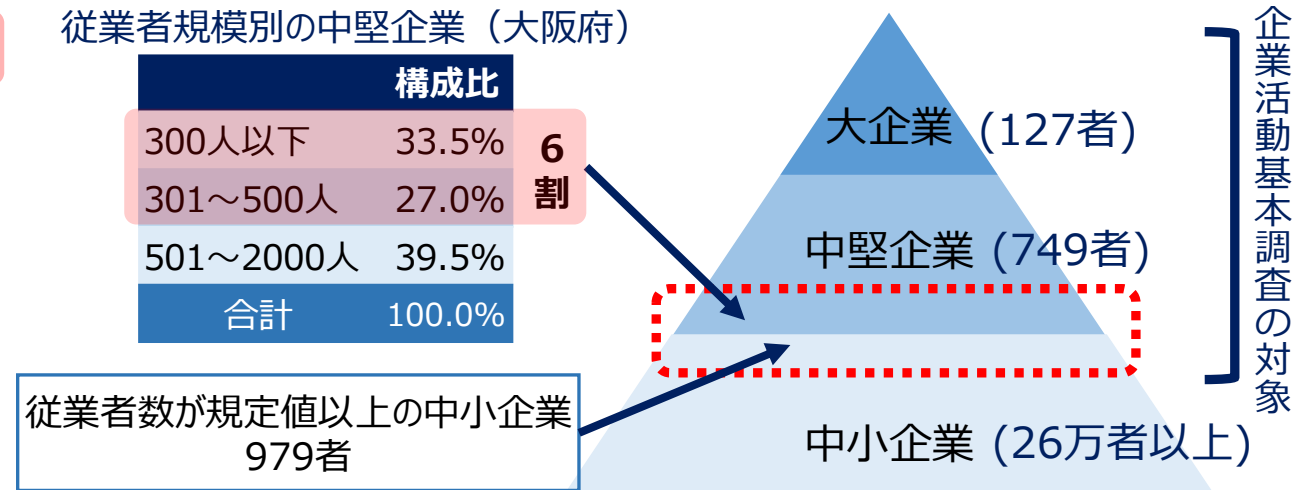 従業者規模別の中堅企業（大阪府）
構成比
300人以下 33.5%
301～500人 27.0%
501～2000人 39.5%
合計 100.0%
6
割
大企業 (127者)
中堅企業 (749者)
中小企業 (26万者以上)
従業者数が規定値以上の中小企業
979者
企業活動基本調査の対象